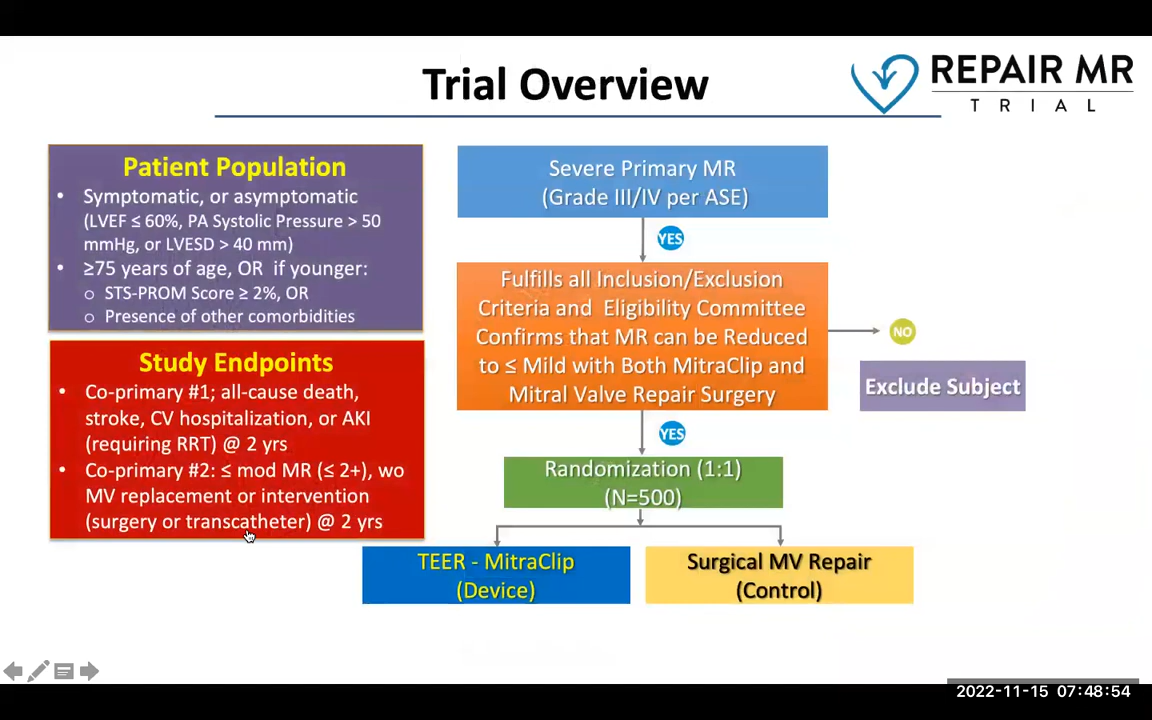 Trial Overview
REPAIR MR
TRIAL
Patient Population
• Symptomatic, or asymptomatic
(LVEF ≤ 60%, PA Systolic Pressure > 50
mmHg, or LVESD > 40 mm)
• ≥75 years of age, OR if younger:
o STS-PROM Score ≥ 2%, OR
o Presence of other comorbidities
Study Endpoints
• Co-primary #1; all-cause death,
stroke, CV hospitalization, or AKI
(requiring RRT) @ 2 yrs
• Co-primary #2: ≤ mod MR (≤ 2+), wo
MV replacement or intervention
(surgery or transcatheter) @ 2 yrs
Severe Primary MR
(Grade III/IV per ASE)
YES
Fulfills all Inclusion/Exclusion
Criteria and Eligibility Committee
Confirms that MR can be Reduced
to ≤ Mild with Both MitraClip and
Mitral Valve Repair Surgery
NO
Exclude Subject
YES
Randomization (1:1)
(N=500)
TEER - MitraClip
(Device)
Surgical MV Repair
(Control)
2022-11-15 07:48:54